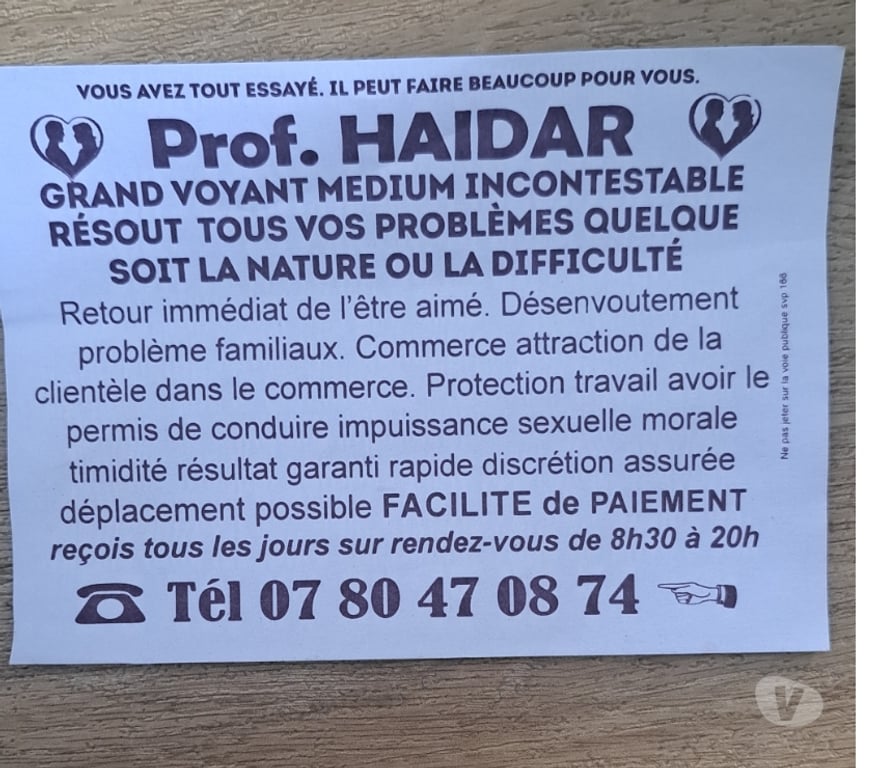 VOUS AVEZ TOUT ESSAYÉ. IL PEUT FAIRE BEAUCOUP POUR VOUS.
Prof. HAIDAR
GRAND VOYANT MEDIUM INCONTESTABLE
RÉSOUT TOUS VOS PROBLÈMES QUELQUE
SOIT LA NATURE OU LA DIFFICULTÉ
Retour immédiat de l'être aimé. Désenvoutement
problème familiaux. Commerce attraction de la
clientèle dans le commerce. Protection travail avoir le
permis de conduire impuissance sexuelle morale
timidité résultat garanti rapide discrétion assurée
déplacement possible FACILITE de PAIEMENT
reçois tous les jours sur rendez-vous de 8h30 à 20h
Tél 07 80 47 08 74
Ne pas jeter sur la voie publique svp 166
V